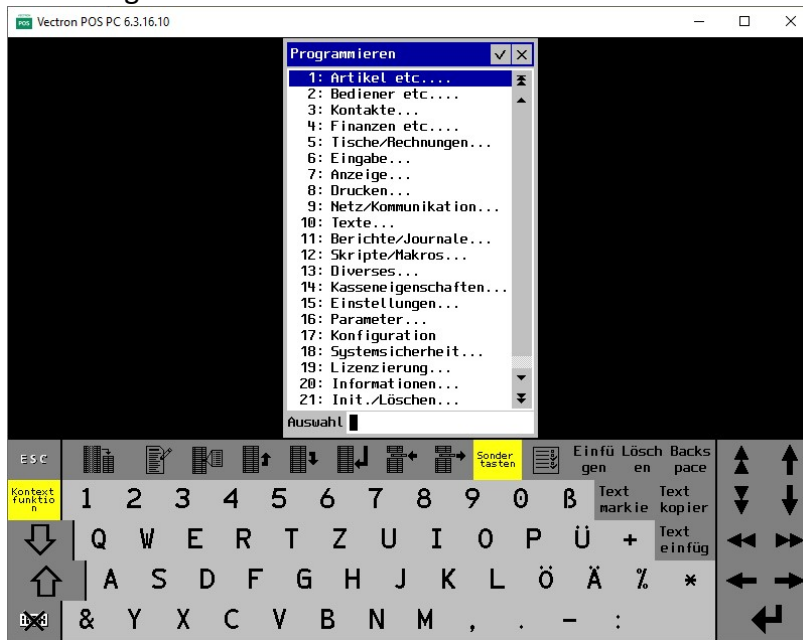 Vectron POS PC 6.3.16.10
Programmieren
1: Artikel etc....
2: Bediener etc....
3: Kontakte...
4: Finanzen etc....
5: Tische/Rechnungen...
6: Eingabe...
7: Anzeige...
8: Drucken...
9: Netz/Kommunikation...
10: Texte...
11: Berichte/Journale...
12: Skripte/Makros...
13: Diverses...
14: Kasseneigenschaften...
15: Einstellungen...
16: Parameter...
17: Konfiguration
18: Systemsicherheit...
19: Lizenzierung...
20: Informationen...
21: Init./Löschen...
Auswahl
ESC Sonder tasten Einfü gen Lösch en Backs pace
Kontext funktio n 1 2 3 4 5 6 7 8 9 0 ß Text markie Text kopier
Q W E R T Z U I O P Ü + Text einfüg
A S D F G H J K L Ö Ä % *
& Y X C V B N M , . - :